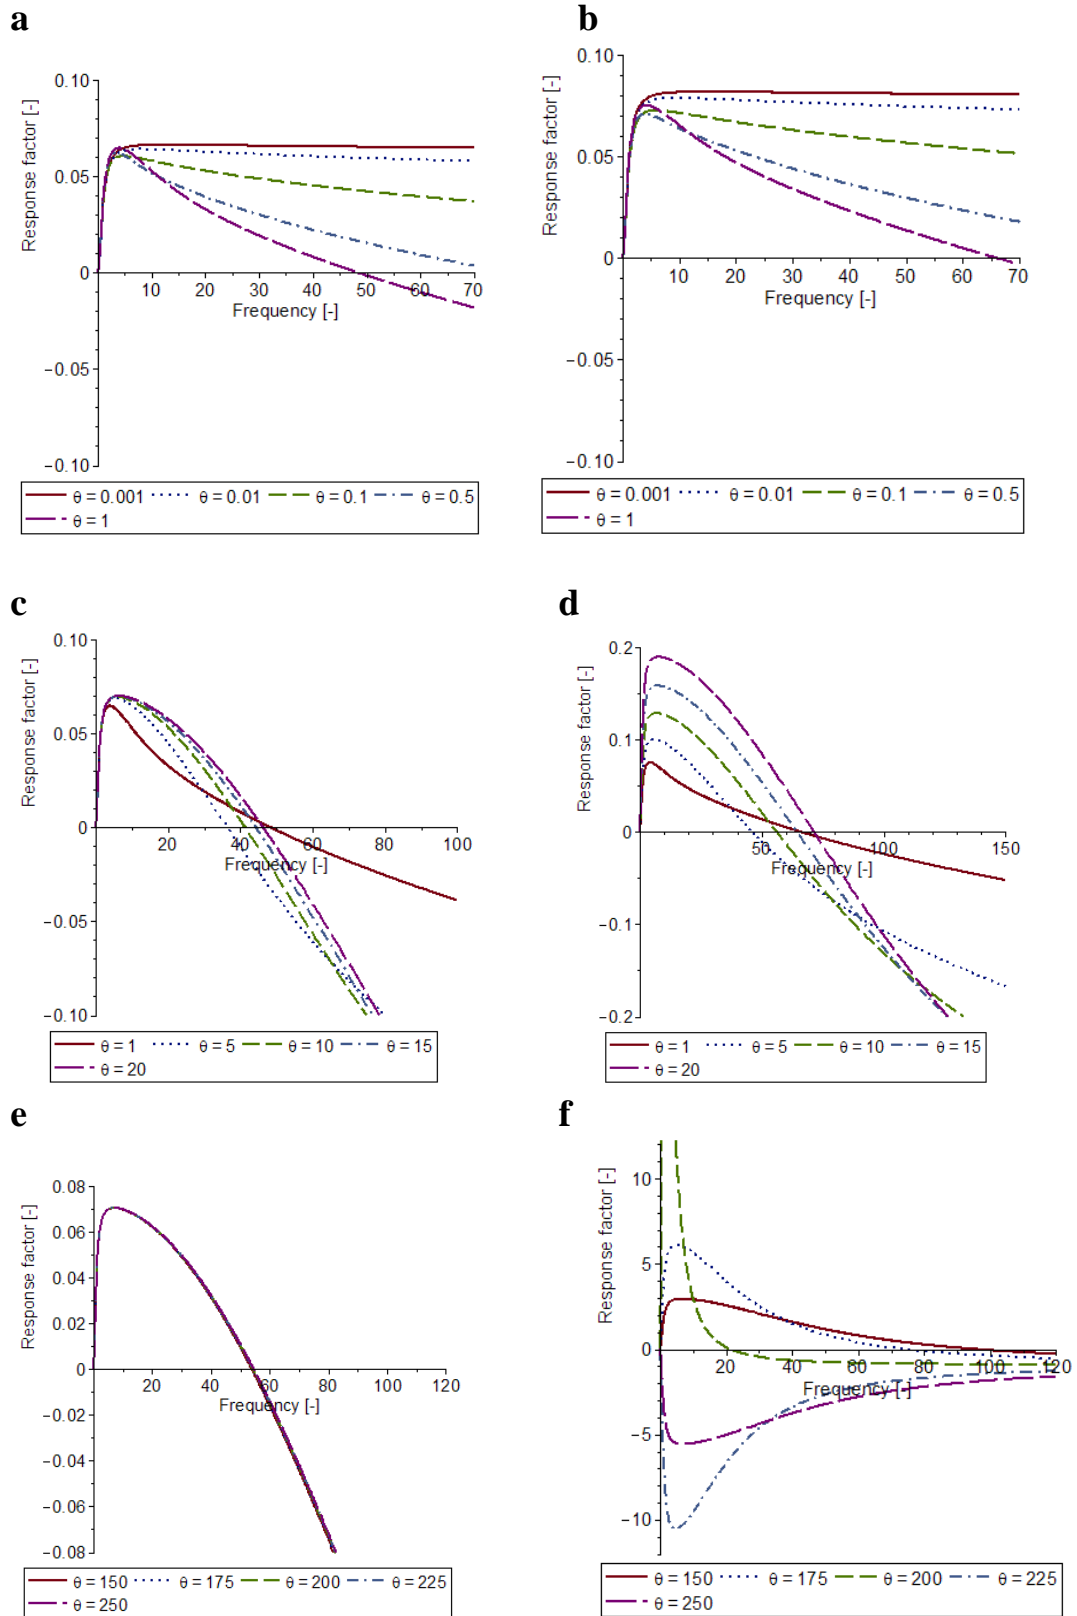 a
Response factor [-]
0.10
0.05
0
−0.05
−0.10
10 20 30 40 50 60 70
Frequency [-]
θ = 0.001 θ = 0.01 θ = 0.1 θ = 0.5
θ = 1
b
Response factor [-]
0.10
0.05
0
−0.05
−0.10
10 20 30 40 50 60 70
Frequency [-]
θ = 0.001 θ = 0.01 θ = 0.1 θ = 0.5
θ = 1
c
Response factor [-]
0.10
0.05
0
−0.05
−0.10
20 40 60 80 100
Frequency [-]
θ = 1 θ = 5 θ = 10 θ = 15
θ = 20
d
Response factor [-]
0.2
0.1
0
−0.1
−0.2
50 100 150
Frequency [-]
θ = 1 θ = 5 θ = 10 θ = 15
θ = 20
e
Response factor [-]
0.08
0.06
0.04
0.02
0
−0.02
−0.04
−0.06
−0.08
20 40 60 80 100 120
Frequency [-]
θ = 150 θ = 175 θ = 200 θ = 225
θ = 250
f
Response factor [-]
10
5
0
−5
−10
20 40 60 80 100 120
Frequency [-]
θ = 150 θ = 175 θ = 200 θ = 225
θ = 250